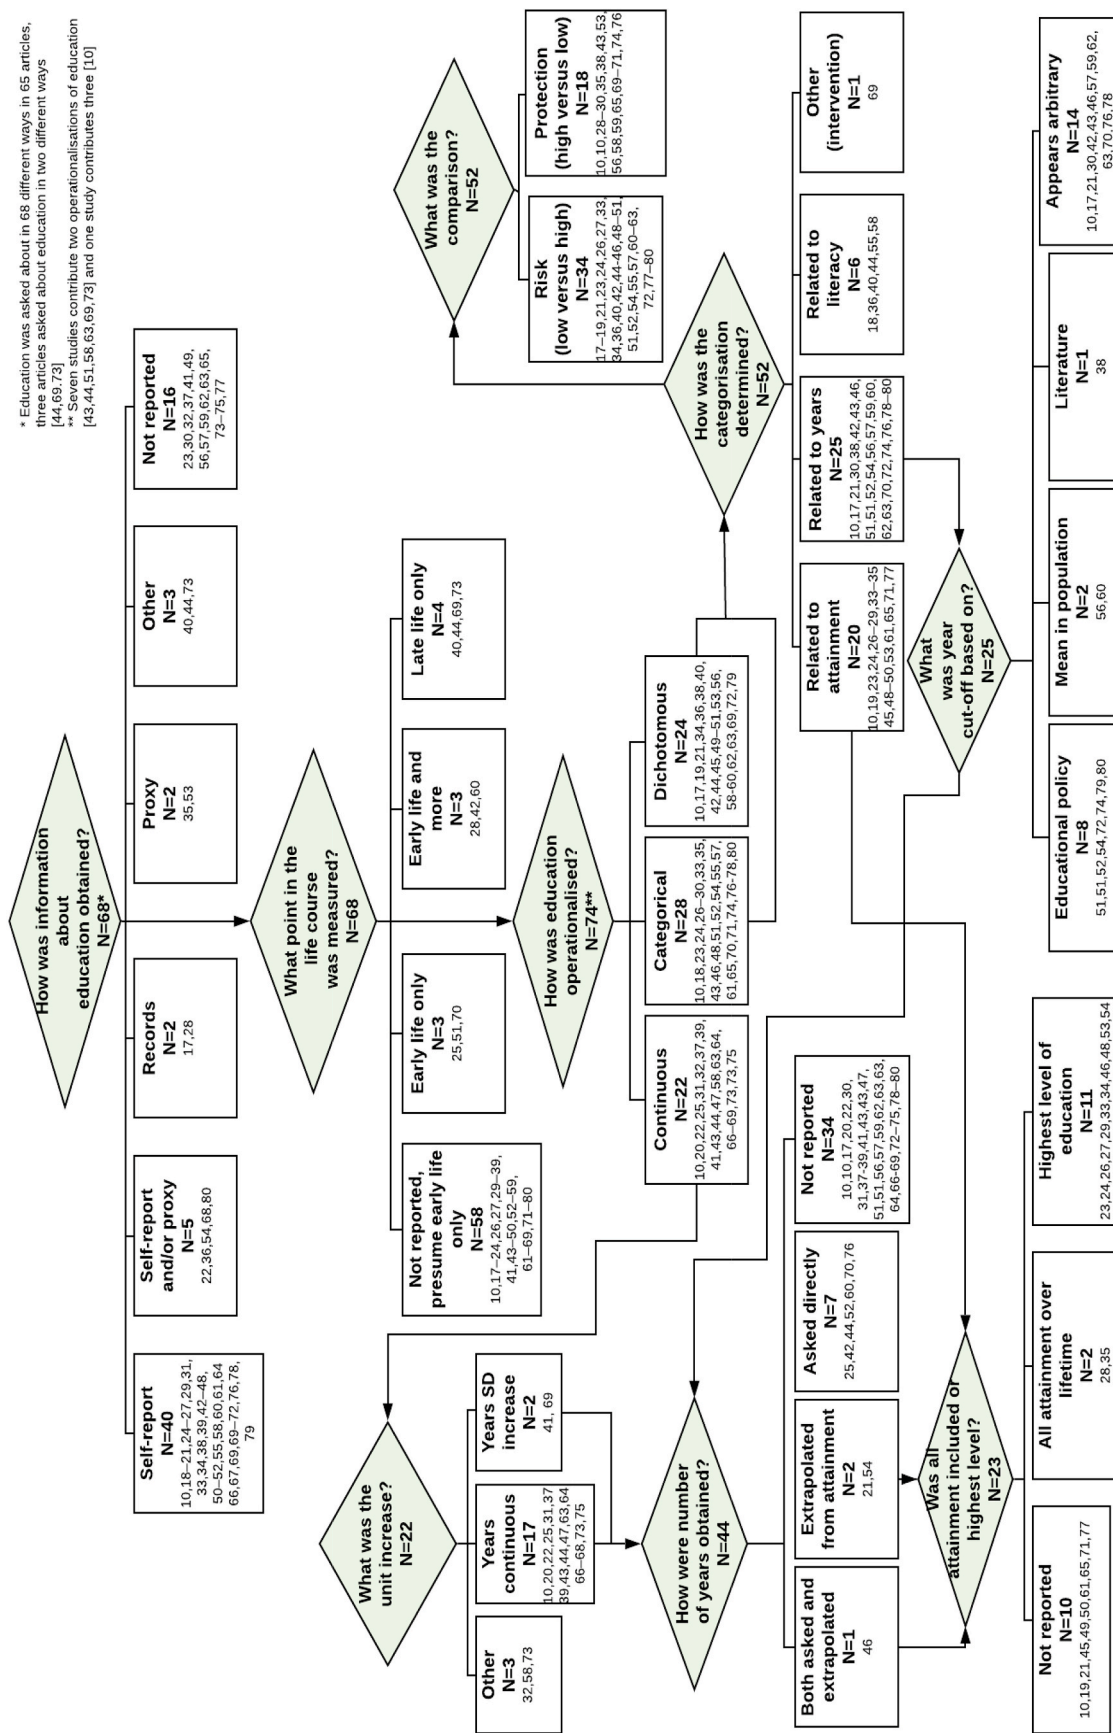 * Education was asked about in 68 different ways in 65 articles,
three articles asked about education in two different ways
[44,69.73]
** Seven studies contribute two operationalisations of education
[43,44,51,58,63,69,73] and one study contributes three [10]
How was information
about
education obtained?
N=68*
Self-report
N=40
10,18–21,24–27,29,31,
33,34,38,39,42–48,
50–52,55,58,60,61,64
66,67,69,69–72,76,78,
79
Self-report
and/or proxy
N=5
22,36,54,68,80
Records
N=2
17,28
Proxy
N=2
35,53
Other
N=3
40,44,73
Not reported
N=16
23,30,32,37,41,49,
56,57,59,62,63,65,
73–75,77
What point in the
life course
was measured?
N=68
Not reported,
presume early life
only
N=58
10,17–24,26,27,29–39,
41,43–50,52–59,
61–69,71–80
Early life only
N=3
25,51,70
Early life and
more
N=3
28,42,60
Late life only
N=4
40,44,69,73
How was education
operationalised?
N=74**
Continuous
N=22
10,20,22,25,31,32,37,39,
41,43,44,47,58,63,64,
66–69,73,73,75
Categorical
N=28
10,18,23,24,26–30,33,35,
43,46,48,51,52,54,55,57,
61,65,70,71,74,76-78,80
Dichotomous
N=24
10,17,19,21,34,36,38,40,
42,44,45,49–51,53,56,
58-60,62,63,69,72,79
What was the
comparison?
N=52
Risk
(low versus high)
N=34
17–19,21,23,24,26,27,33,
34,36,40,42,44-46,48–51,
51,52,54,55,57,60–63,
72,77–80
Protection
(high versus low)
N=18
10,10,28–30,35,38,43,53,
56,58,59,65,69–71,74,76
What was the
unit increase?
N=22
Other
N=3
32,58,73
Years
continuous
N=17
10,20,22,25,31,37
39,43,44,47,63,64
66–68,73,75
Years SD
increase
N=2
41, 69
How was the
categorisation
determined?
N=52
Related to
attainment
N=20
10,19,23,24,26–29,33–35
45,48–50,53,61,65,71,77
Related to years
N=25
10,17,21,30,38,42,43,46,
51,51,52,54,56,57,59,60,
62,63,70,72,74,76,78–80
Related to
literacy
N=6
18,36,40,44,55,58
Other
(intervention)
N=1
69
How were number
of years obtained?
N=44
Both asked and
extrapolated
N=1
46
Extrapolated
from attainment
N=2
21,54
Asked directly
N=7
25,42,44,52,60,70,76
Not reported
N=34
10,10,17,20,22,30,
31,37-39,41,43,43,47,
51,51,56,57,59,62,63,63,
64,66-69,72–75,78–80
What
was year
cut-off based on?
N=25
Educational policy
N=8
51,51,52,54,72,74,79,80
Mean in population
N=2
56,60
Literature
N=1
38
Appears arbitrary
N=14
10,17,21,30,42,43,46,57,59,62,
63.70,76,78
Was all
attainment included or
highest level?
N=23
Not reported
N=10
10,19,21,45,49,50,61,65,71,77
All attainment over
lifetime
N=2
28,35
Highest level of
education
N=11
23,24,26,27,29,33,34,46,48,53,54